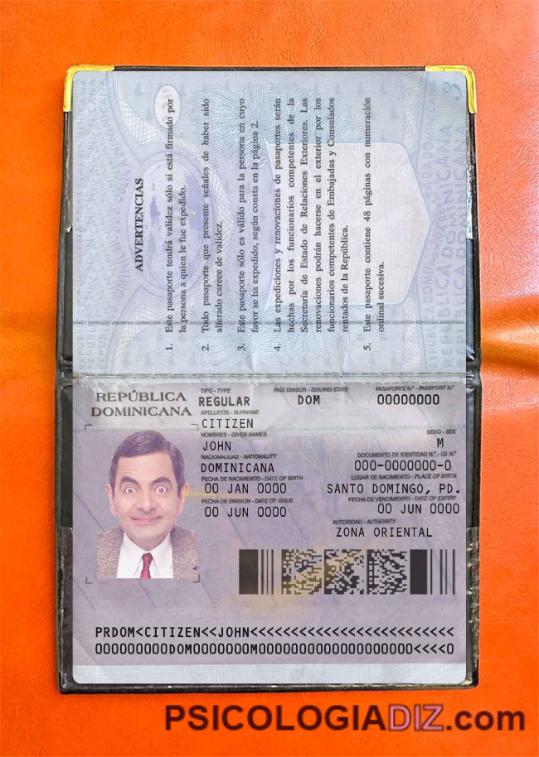 ADVERTENCIAS
1. Este pasaporte tendrá validez sólo si está firmado por
la persona a quien le fue expedido.
2. Todo pasaporte que presente señales de haber sido
alterado carece de validez.
3. Este pasaporte sólo es válido para la persona en cuyo
favor se ha expedido, según consta en la página 2.
4. Las expediciones y renovaciones de pasaportes serán
hechas por los funcionarios competentes de la
Secretaría de Estado de Relaciones Exteriores. Las
renovaciones podrán hacerse en el exterior por los
funcionarios competentes de Embajadas y Consulados
rentados de la República.
5. Este pasaporte contiene 48 páginas con numeración
ordinal sucesiva.
REPÚBLICA
DOMINICANA
TIPO - TYPE
REGULAR
PAÍS EMISOR - ISSUING STATE
DOM
PASAPORTE N.° - PASSPORT N.°
00000000
APELLIDOS - SURNAME
CITIZEN
NOMBRES - GIVEN NAMES
JOHN
SEXO - SEX
M
NACIONALIDAD - NATIONALITY
DOMINICANA
DOCUMENTO DE IDENTIDAD N.° - I.D N.°
000-0000000-0
FECHA DE NACIMIENTO - DATE OF BIRTH
00 JAN 0000
LUGAR DE NACIMIENTO - PLACE OF BIRTH
SANTO DOMINGO, PD.
FECHA DE EMISION - DATE OF ISSUE
00 JUN 0000
FECHA DE VENCIMIENTO - DATE OF EXPIRY
00 JUN 0000
AUTORIDAD - AUTHORITY
ZONA ORIENTAL
PRDOM<CITIZEN<<JOHN<<<<<<<<<<<<<<<<<<<<<<<<<
000000000DOM0000000M00000000000000000000<<<<0
PSICOLOGIADIZ.com